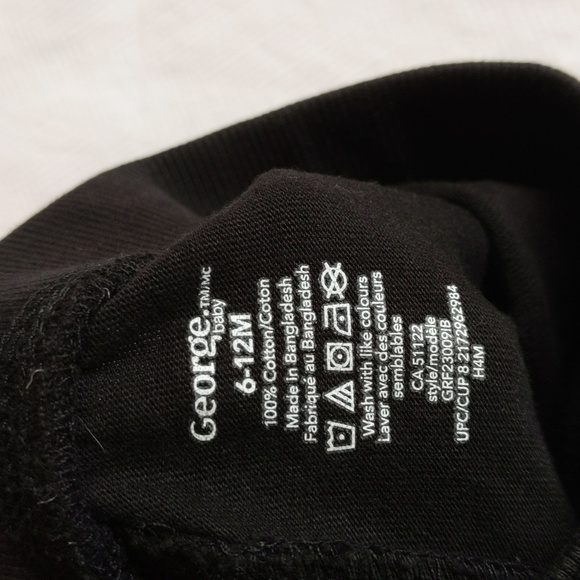 George.TM/MC
baby
6-12M
100% Cotton/Coton
Made in Bangladesh
Fabriqué au Bangladesh
Wash with like colours
Laver avec des couleurs
semblables
CA 51122
style/modèle
GRF23009IB
UPC/CUP 8 2172962984
H4M